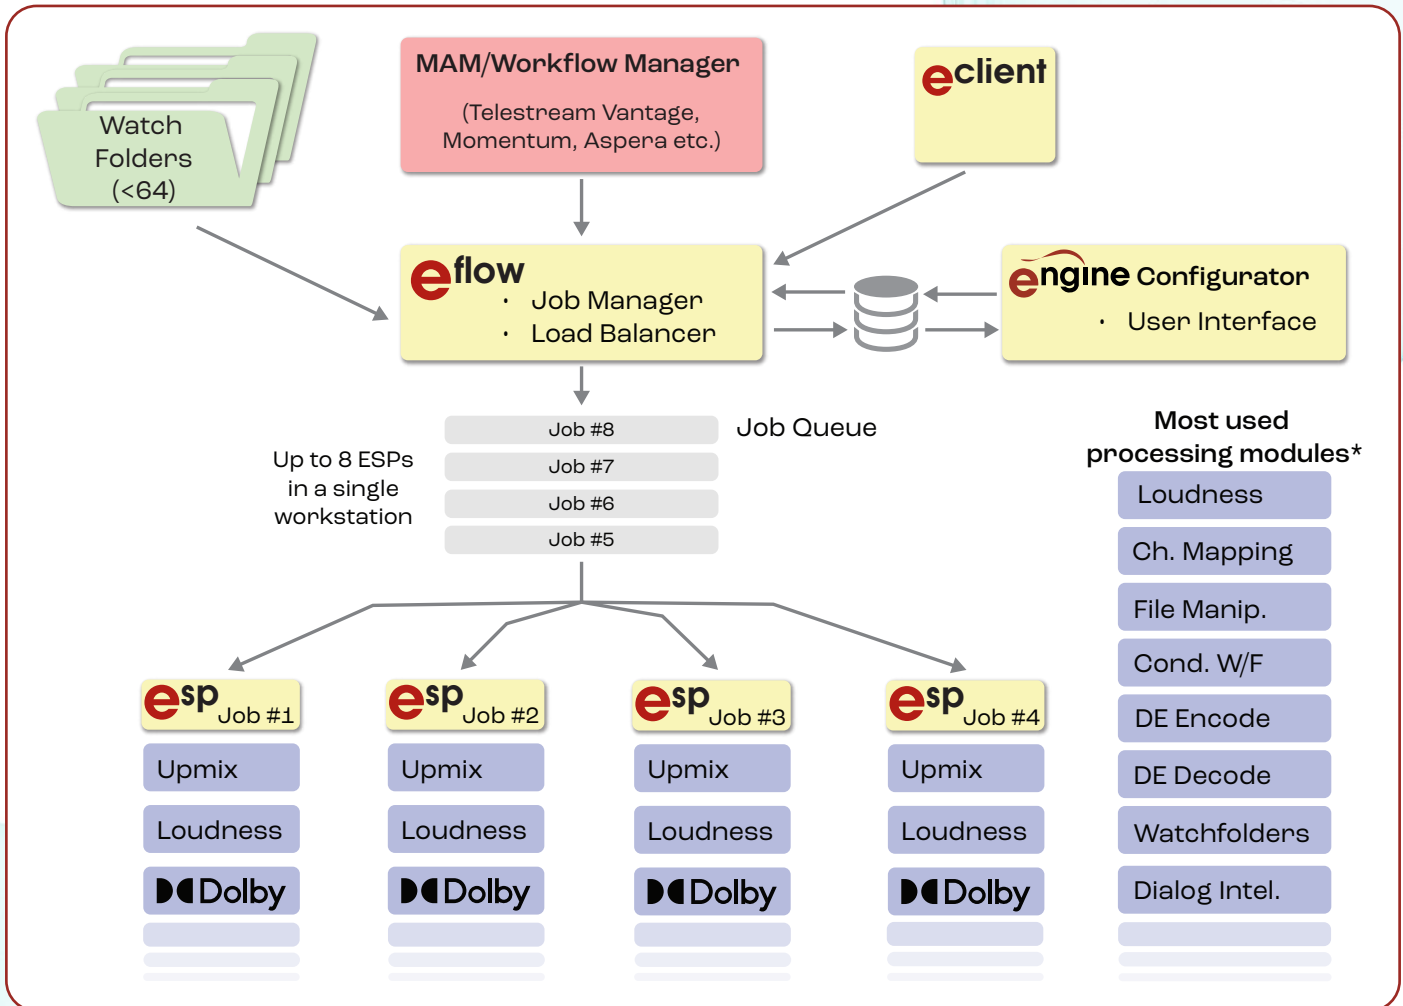 Watch
Folders
(<64)
MAM/Workflow Manager
(Telestream Vantage,
Momentum, Aspera etc.)
eclient
eflow
· Job Manager
· Load Balancer
engine Configurator
· User Interface
Job #8
Job Queue
Job #7
Job #6
Job #5
Up to 8 ESPs
in a single
workstation
Most used
processing modules*
Loudness
Ch. Mapping
File Manip.
Cond. W/F
DE Encode
DE Decode
Watchfolders
Dialog Intel.
esp Job #1
Upmix
Loudness
Dolby
esp Job #2
Upmix
Loudness
Dolby
esp Job #3
Upmix
Loudness
Dolby
esp Job #4
Upmix
Loudness
Dolby